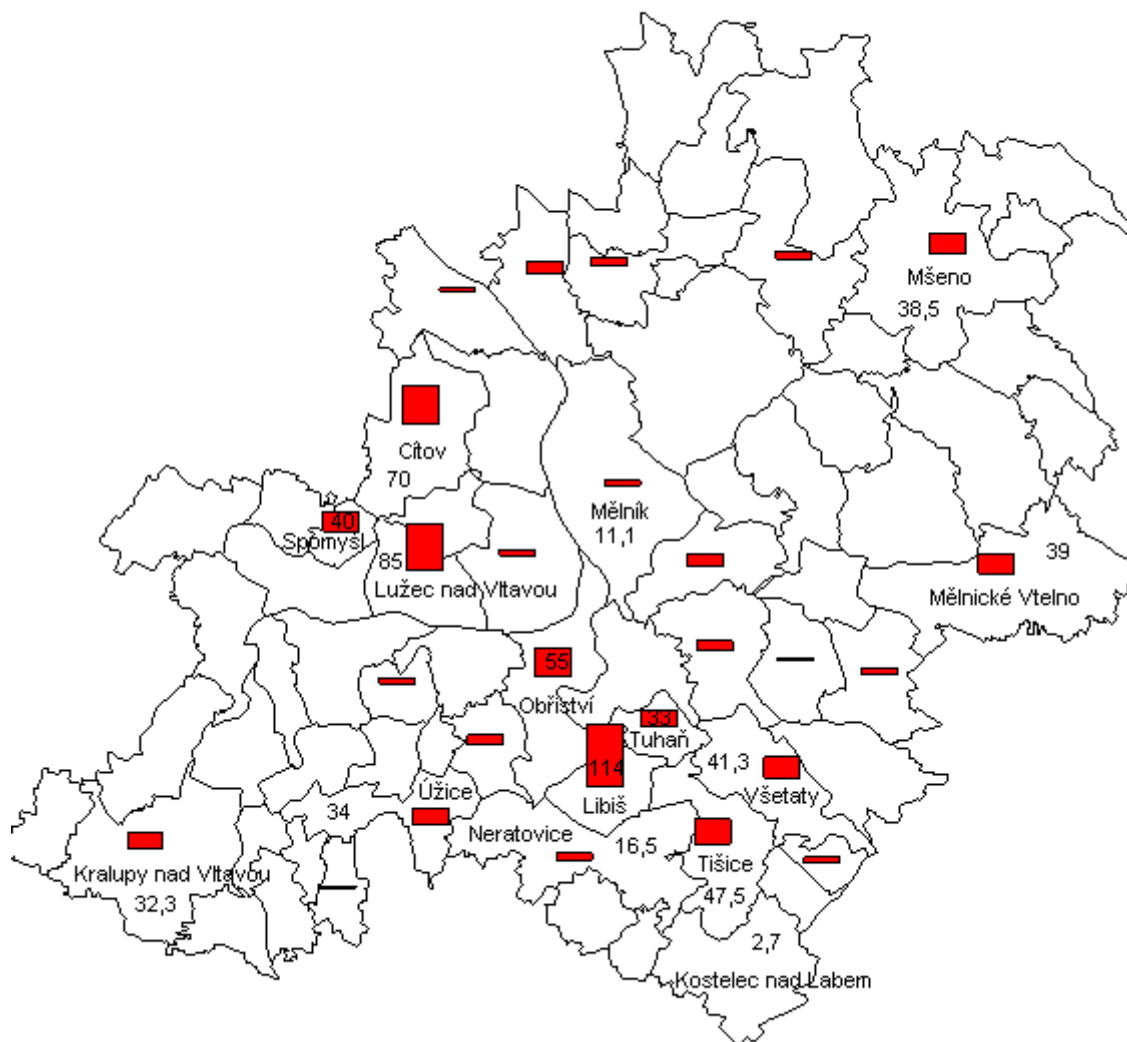 Mšeno
38,5
Cítov
70
40
Spomyšl
Mělník
11,1
85
Lužec nad Vltavou
39
Mělnické Vtelno
55
Obříství
33
Tuhaň
41,3
114
Všetaty
Úžice
Libiš
34
Neratovice
16,5
Tišice
Kralupy nad Vltavou
47,5
32,3
2,7
Kostelec nad Labem